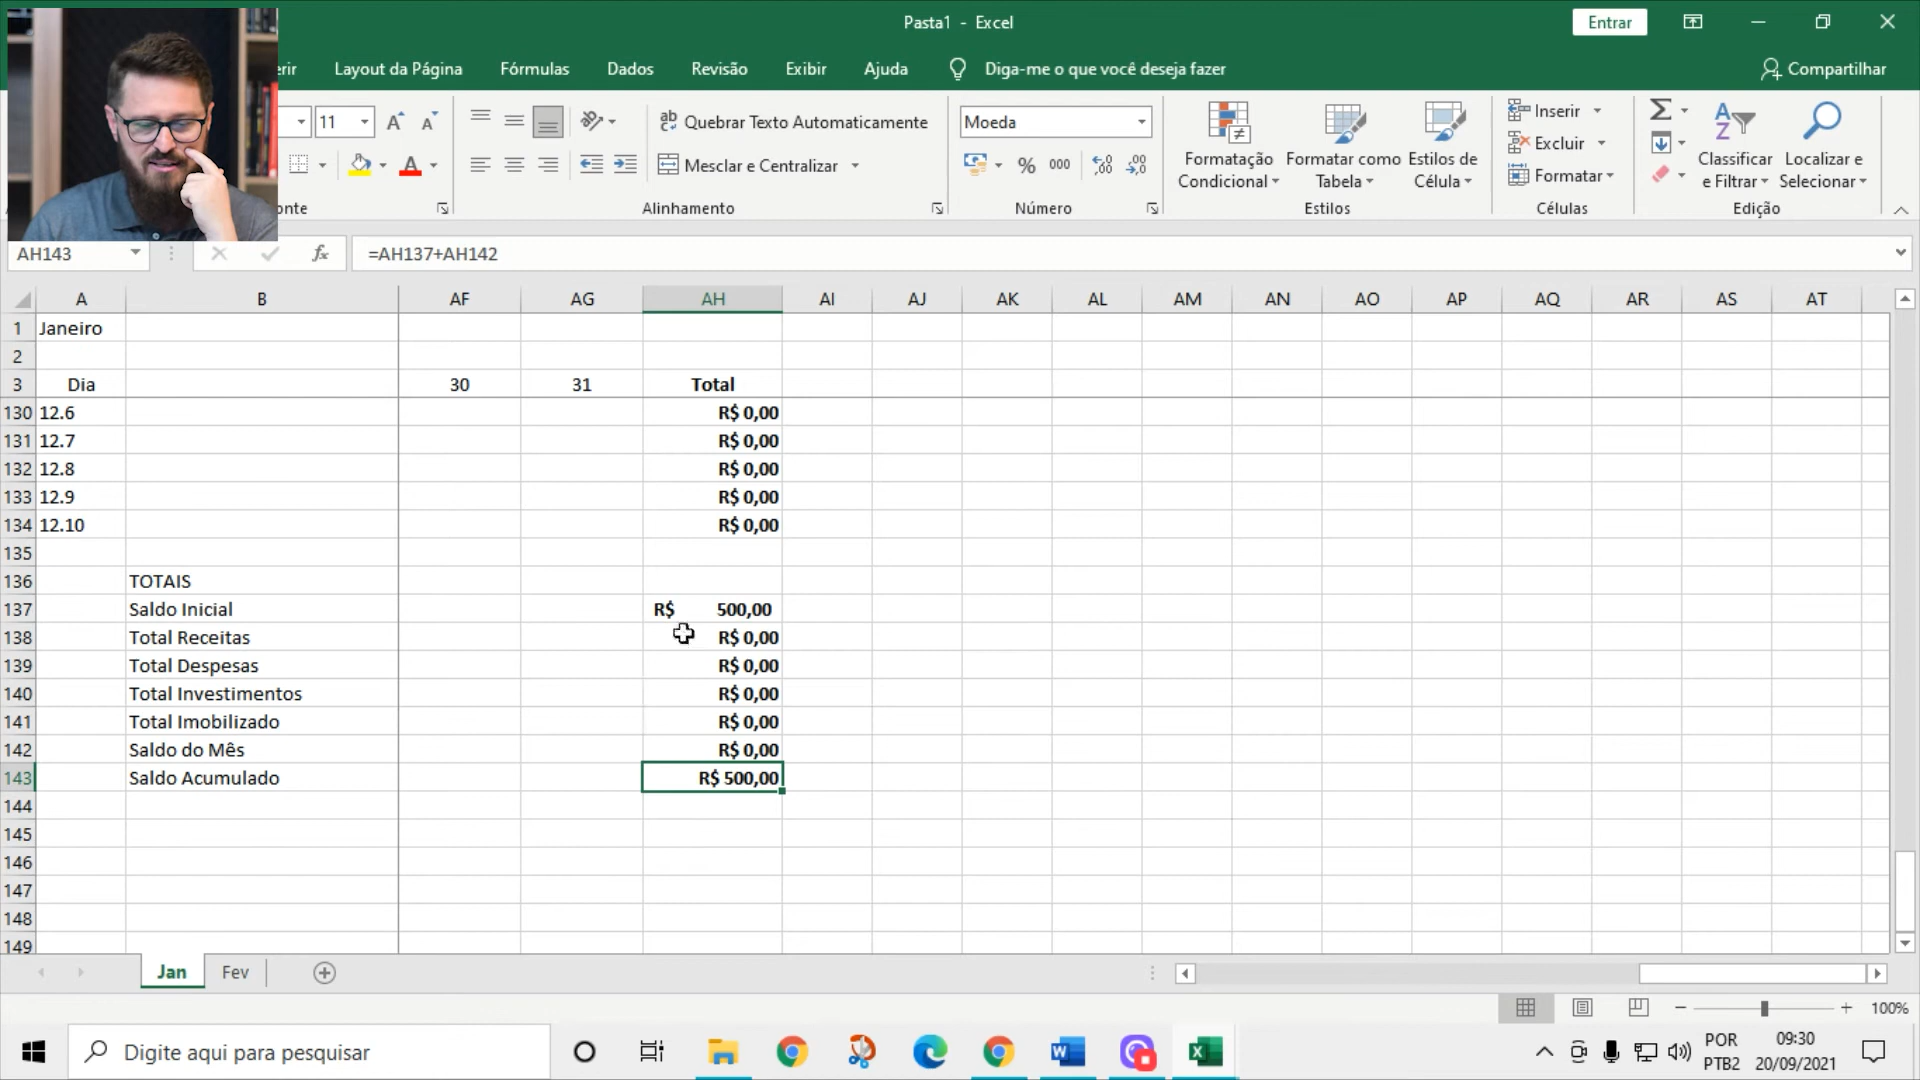 Pasta1 - Excel
Entrar
erir
Layout da Página
Fórmulas
Dados
Revisão
Exibir
Ajuda
Diga-me o que você deseja fazer
Compartilhar
11
Quebrar Texto Automaticamente
Mesclar e Centralizar
Moeda
% 000
Formatação Condicional
Formatar como Tabela
Estilos de Célula
Inserir
Excluir
Formatar
Classificar e Filtrar
Localizar e Selecionar
onte
Alinhamento
Número
Estilos
Células
Edição
AH143
fx
=AH137+AH142
A B AF AG AH AI AJ AK AL AM AN AO AP AQ AR AS AT
1 Janeiro
2
3 Dia 30 31 Total
130 12.6 R$ 0,00
131 12.7 R$ 0,00
132 12.8 R$ 0,00
133 12.9 R$ 0,00
134 12.10 R$ 0,00
135
136 TOTAIS
137 Saldo Inicial R$ 500,00
138 Total Receitas R$ 0,00
139 Total Despesas R$ 0,00
140 Total Investimentos R$ 0,00
141 Total Imobilizado R$ 0,00
142 Saldo do Mês R$ 0,00
143 Saldo Acumulado R$ 500,00
144
145
146
147
148
149
Jan
Fev
100%
Digite aqui para pesquisar
POR
PTB2
09:30
20/09/2021